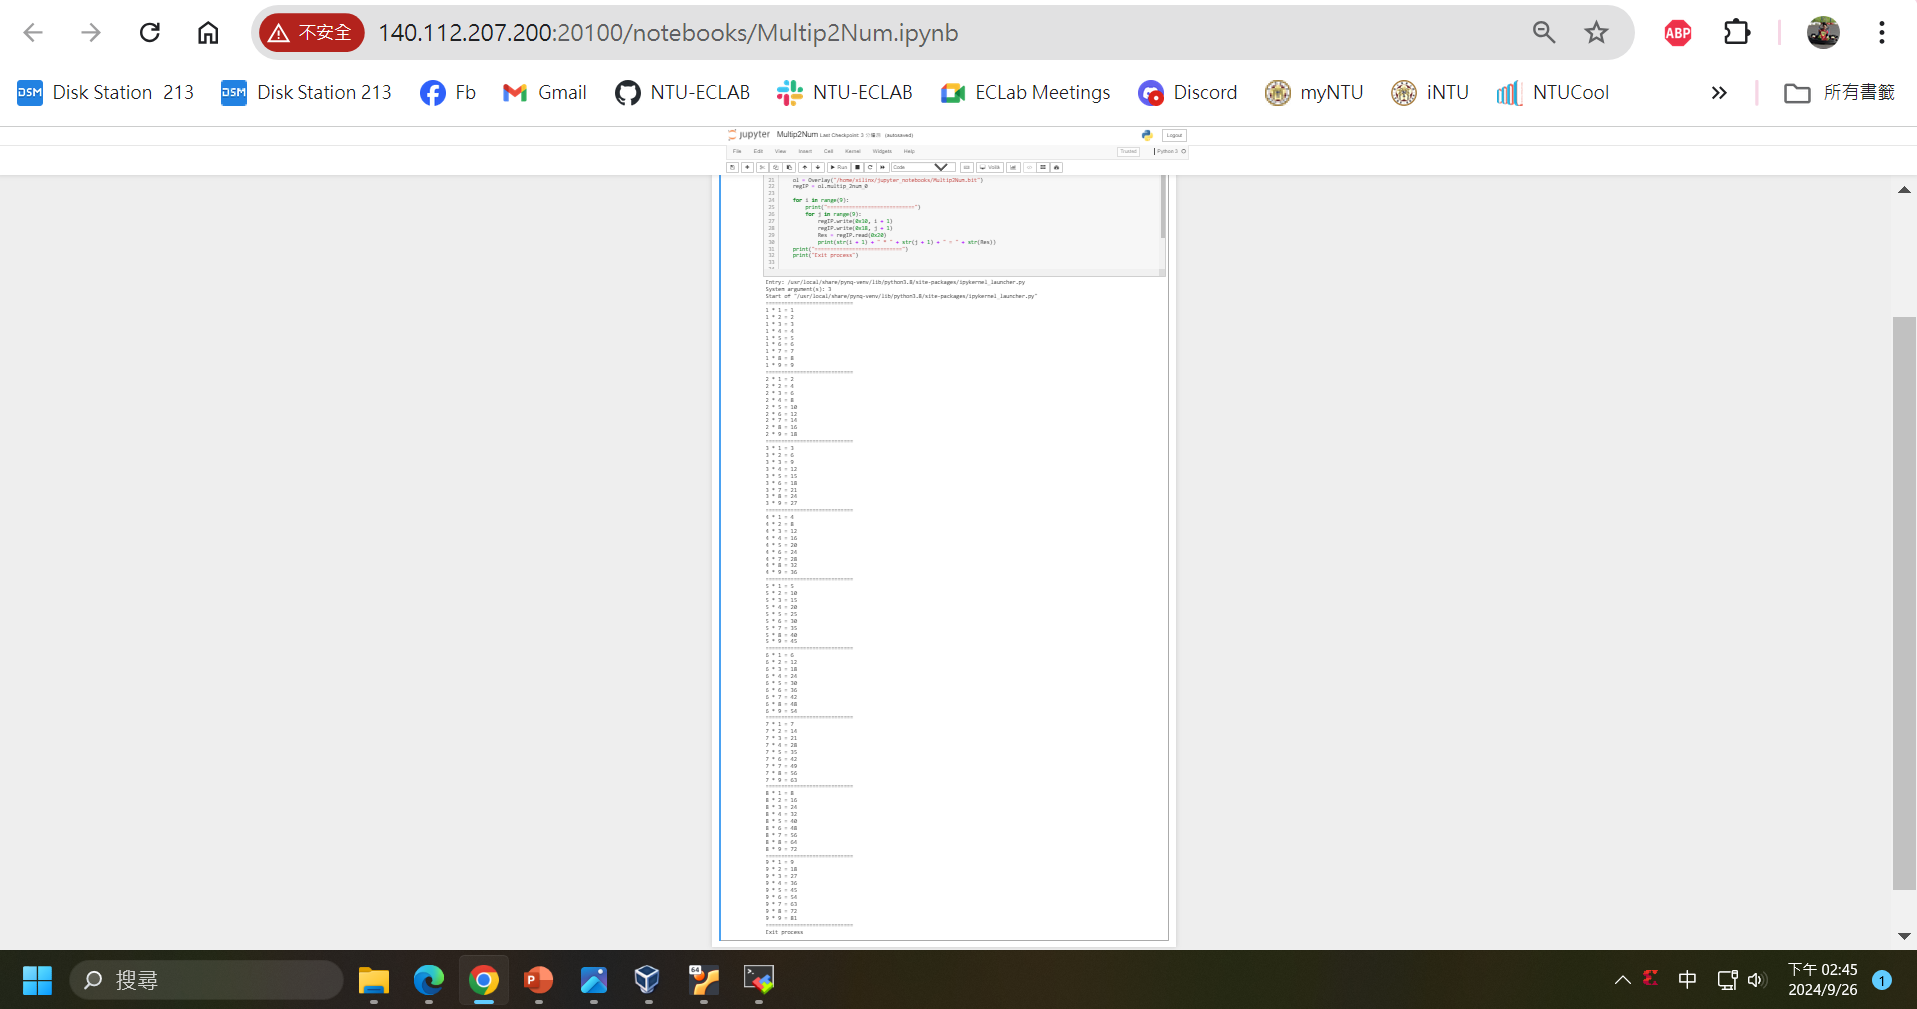 不安全 140.112.207.200:20100/notebooks/Multip2Num.ipynb
Disk Station 213 Disk Station 213 Fb Gmail NTU-ECLAB NTU-ECLAB ECLab Meetings Discord myNTU iNTU NTUCool 所有書籤
jupyter Multip2Num Last Checkpoint: 3 (autosaved) Logout
File Edit View Insert Cell Kernel Widgets Help Trusted Python 3
Run Code Voilà
21 ol = Overlay("/home/xilinx/jupyter_notebooks/Multip2Num.bit")
22 regIP = ol.multip_2num_0
23
24 for i in range(9):
25 print("============================")
26 for j in range(9):
27 regIP.write(0x10, i + 1)
28 regIP.write(0x18, j + 1)
29 Res = regIP.read(0x20)
30 print(str(i + 1) + " * " + str(j + 1) + " = " + str(Res))
31 print("============================")
32 print("Exit process")
33
Entry: /usr/local/share/pynq-venv/lib/python3.8/site-packages/ipykernel_launcher.py
System argument(s): 3
Start of "/usr/local/share/pynq-venv/lib/python3.8/site-packages/ipykernel_launcher.py"
============================
1 * 1 = 1
1 * 2 = 2
1 * 3 = 3
1 * 4 = 4
1 * 5 = 5
1 * 6 = 6
1 * 7 = 7
1 * 8 = 8
1 * 9 = 9
============================
2 * 1 = 2
2 * 2 = 4
2 * 3 = 6
2 * 4 = 8
2 * 5 = 10
2 * 6 = 12
2 * 7 = 14
2 * 8 = 16
2 * 9 = 18
============================
3 * 1 = 3
3 * 2 = 6
3 * 3 = 9
3 * 4 = 12
3 * 5 = 15
3 * 6 = 18
3 * 7 = 21
3 * 8 = 24
3 * 9 = 27
============================
4 * 1 = 4
4 * 2 = 8
4 * 3 = 12
4 * 4 = 16
4 * 5 = 20
4 * 6 = 24
4 * 7 = 28
4 * 8 = 32
4 * 9 = 36
============================
5 * 1 = 5
5 * 2 = 10
5 * 3 = 15
5 * 4 = 20
5 * 5 = 25
5 * 6 = 30
5 * 7 = 35
5 * 8 = 40
5 * 9 = 45
============================
6 * 1 = 6
6 * 2 = 12
6 * 3 = 18
6 * 4 = 24
6 * 5 = 30
6 * 6 = 36
6 * 7 = 42
6 * 8 = 48
6 * 9 = 54
============================
7 * 1 = 7
7 * 2 = 14
7 * 3 = 21
7 * 4 = 28
7 * 5 = 35
7 * 6 = 42
7 * 7 = 49
7 * 8 = 56
7 * 9 = 63
============================
8 * 1 = 8
8 * 2 = 16
8 * 3 = 24
8 * 4 = 32
8 * 5 = 40
8 * 6 = 48
8 * 7 = 56
8 * 8 = 64
8 * 9 = 72
============================
9 * 1 = 9
9 * 2 = 18
9 * 3 = 27
9 * 4 = 36
9 * 5 = 45
9 * 6 = 54
9 * 7 = 63
9 * 8 = 72
9 * 9 = 81
============================
Exit process
搜尋 中 下午 02:45
2024/9/26 1